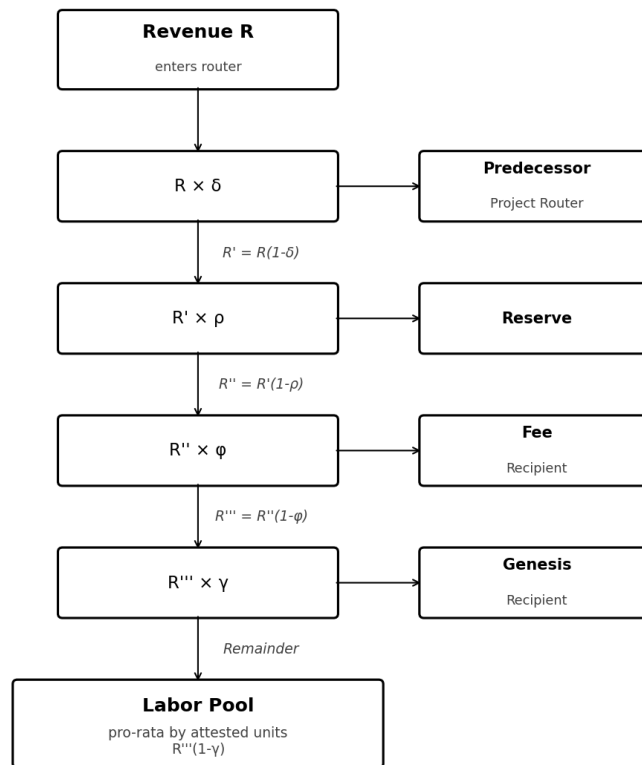 Revenue R
enters router
R × δ
Predecessor
Project Router
R' = R(1-δ)
R' × ρ
Reserve
R'' = R'(1-ρ)
R'' × φ
Fee
Recipient
R''' = R''(1-φ)
R''' × γ
Genesis
Recipient
Remainder
Labor Pool
pro-rata by attested units
R'''(1-γ)